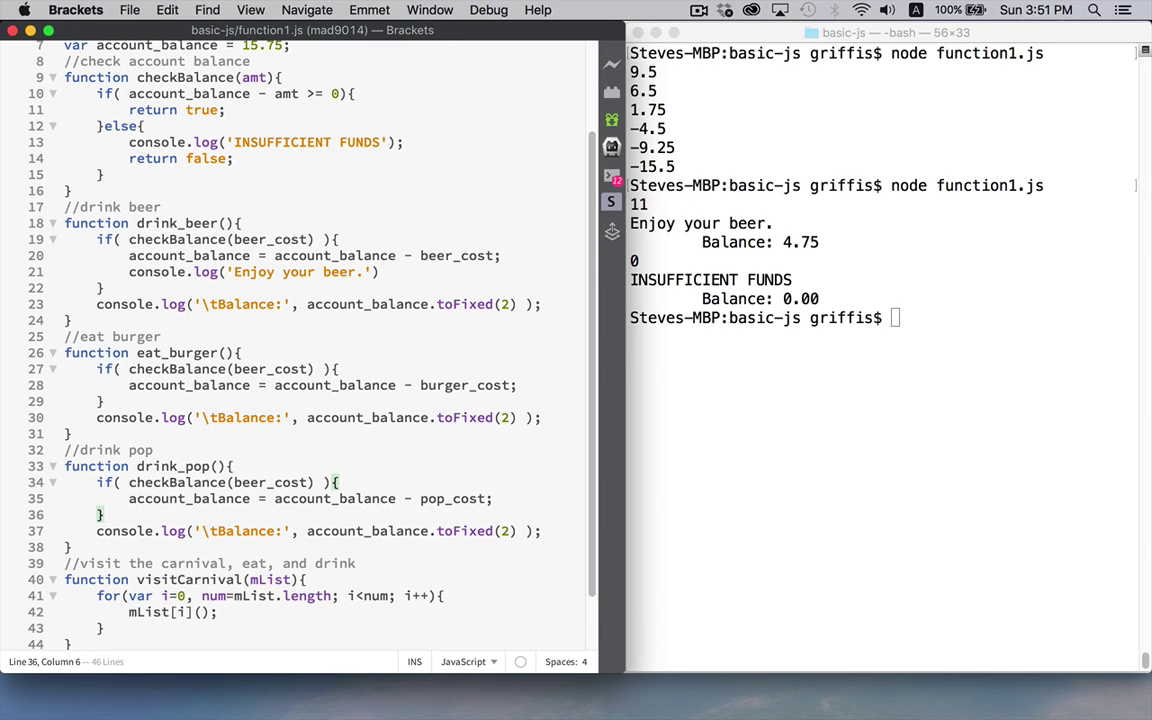 Brackets File Edit Find View Navigate Emmet Window Debug Help A 100% Sun 3:51 PM
basic-js/function1.js (mad9014) — Brackets
7 var account_balance = 15.75;
8 //check account balance
9 function checkBalance(amt){
10 if( account_balance - amt >= 0){
11 return true;
12 }else{
13 console.log('INSUFFICIENT FUNDS');
14 return false;
15 }
16 }
17 //drink beer
18 function drink_beer(){
19 if( checkBalance(beer_cost) ){
20 account_balance = account_balance - beer_cost;
21 console.log('Enjoy your beer.')
22 }
23 console.log('\tBalance:', account_balance.toFixed(2) );
24 }
25 //eat burger
26 function eat_burger(){
27 if( checkBalance(beer_cost) ){
28 account_balance = account_balance - burger_cost;
29 }
30 console.log('\tBalance:', account_balance.toFixed(2) );
31 }
32 //drink pop
33 function drink_pop(){
34 if( checkBalance(beer_cost) ){
35 account_balance = account_balance - pop_cost;
36 }
37 console.log('\tBalance:', account_balance.toFixed(2) );
38 }
39 //visit the carnival, eat, and drink
40 function visitCarnival(mList){
41 for(var i=0, num=mList.length; i<num; i++){
42 mList[i]();
43 }
44 }
Line 36, Column 6 — 46 Lines INS JavaScript Spaces: 4
12
S
basic-js — -bash — 56×33
Steves-MBP:basic-js griffis$ node function1.js
9.5
6.5
1.75
-4.5
-9.25
-15.5
Steves-MBP:basic-js griffis$ node function1.js
11
Enjoy your beer.
Balance: 4.75
0
INSUFFICIENT FUNDS
Balance: 0.00
Steves-MBP:basic-js griffis$